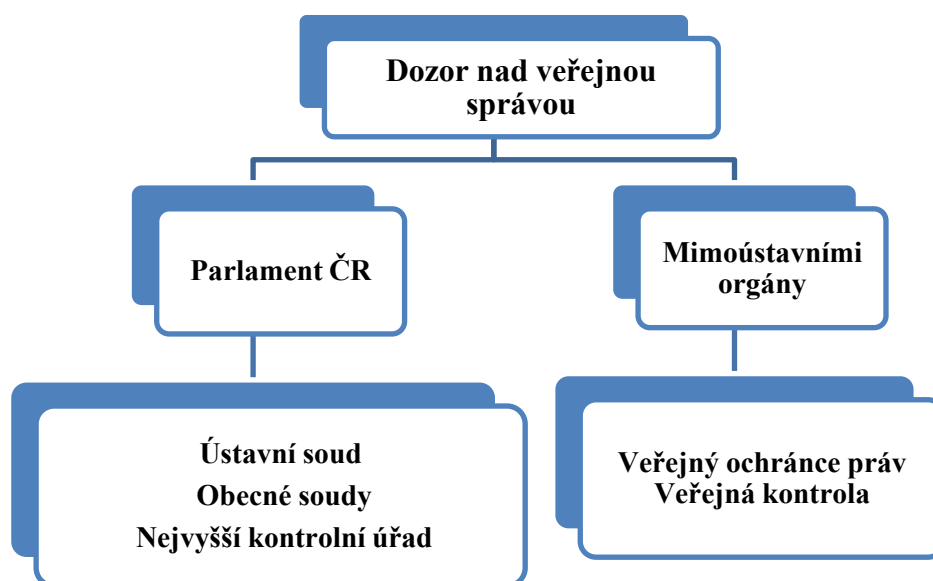 Dozor nad veřejnou
správou
Parlament ČR
Mimoústavními
orgány
Ústavní soud
Obecné soudy
Nejvyšší kontrolní úřad
Veřejný ochránce práv
Veřejná kontrola